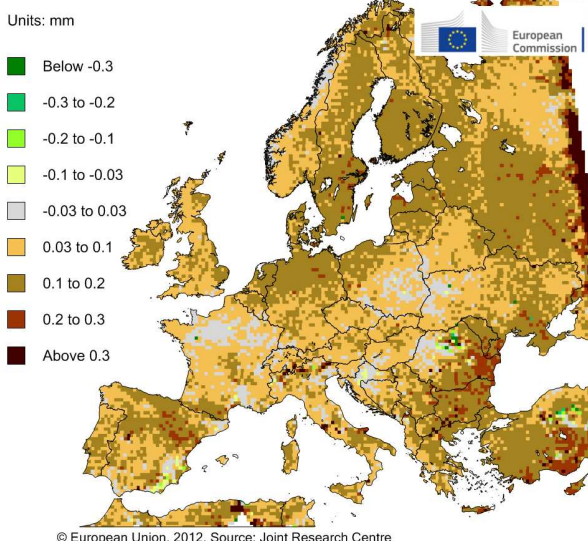 Units: mm
European
Commission
Below -0.3
-0.3 to -0.2
-0.2 to -0.1
-0.1 to -0.03
-0.03 to 0.03
0.03 to 0.1
0.1 to 0.2
0.2 to 0.3
Above 0.3
© European Union, 2012. Source: Joint Research Centre